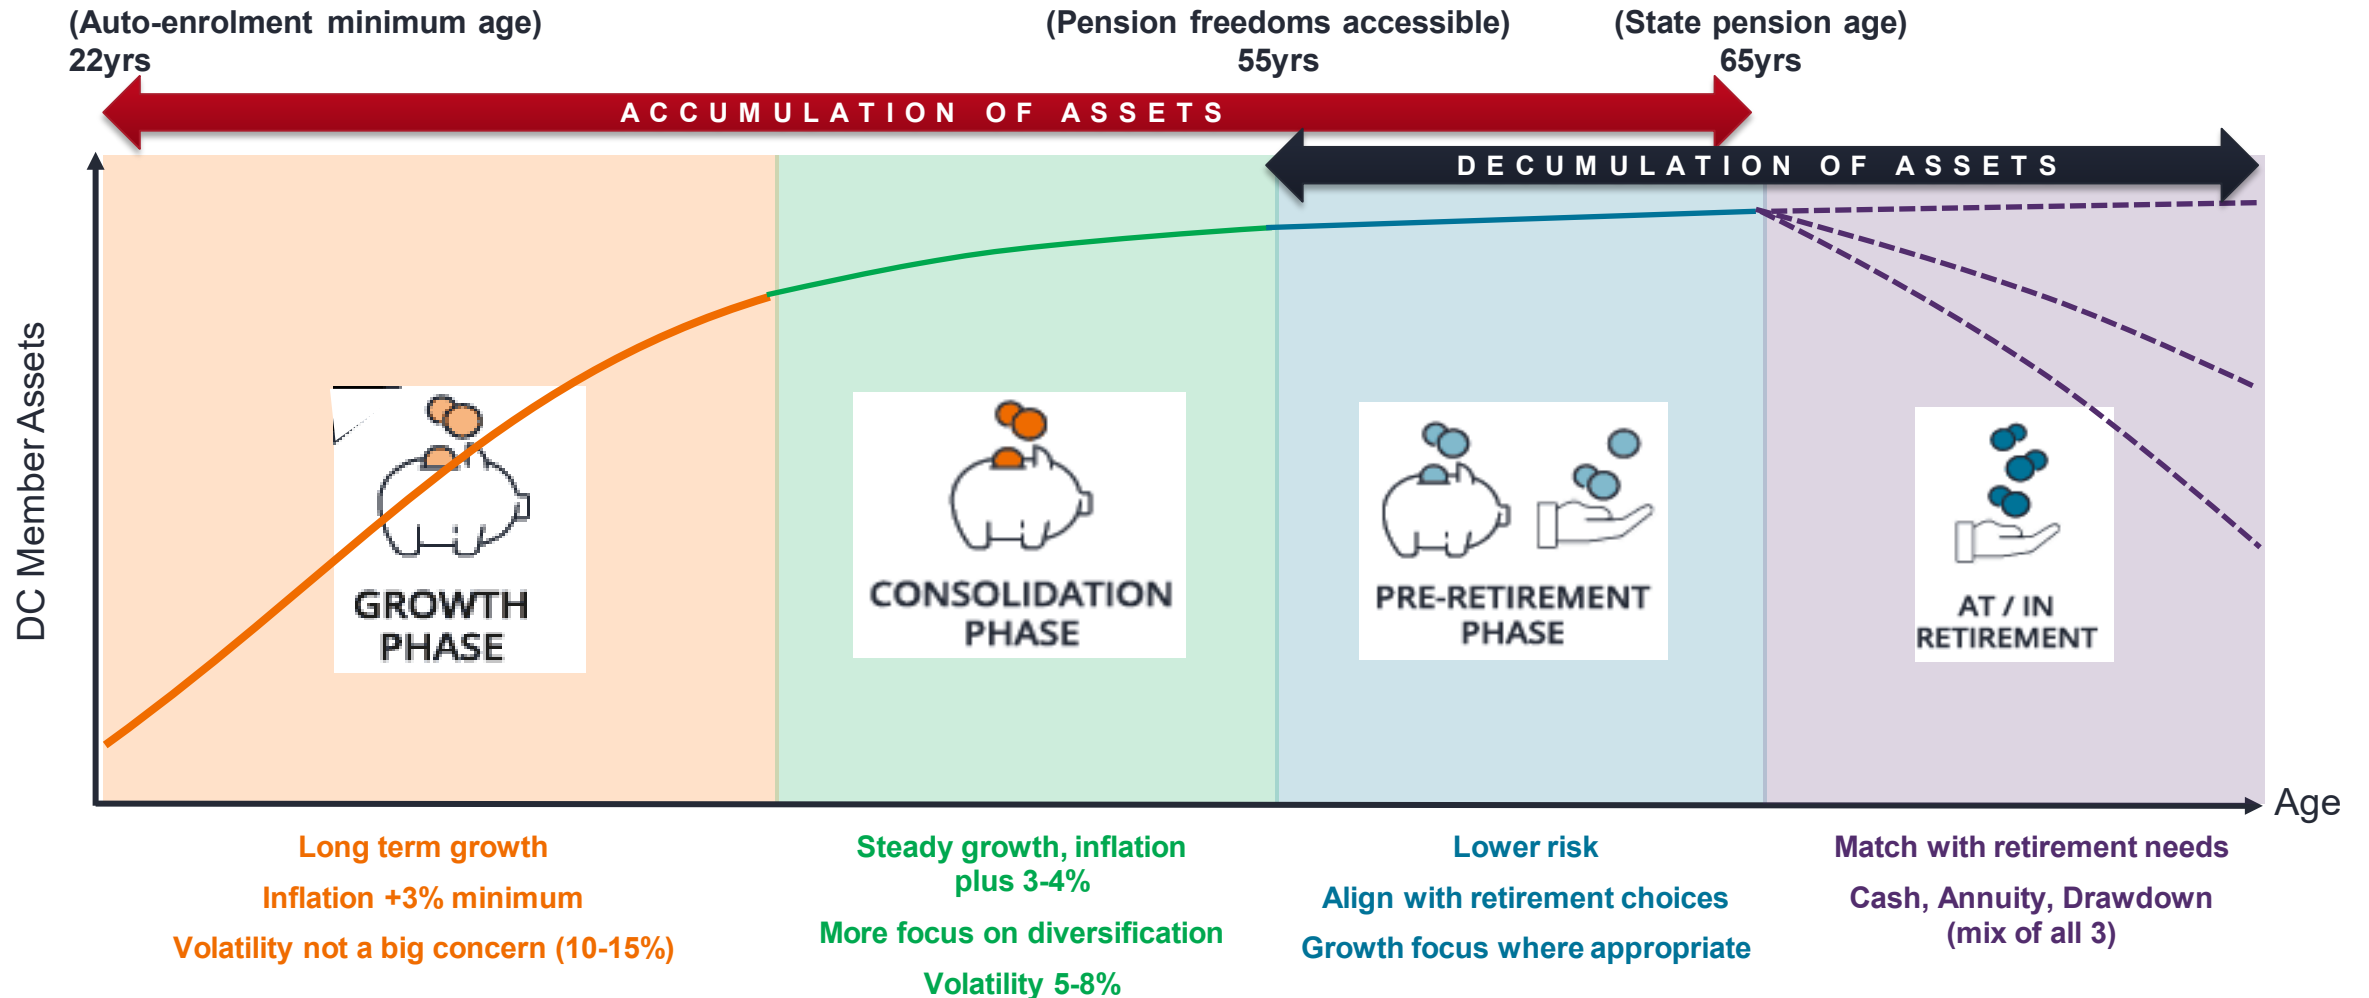 (Auto-enrolment minimum age)
22yrs
(Pension freedoms accessible)
55yrs
(State pension age)
65yrs
ACCUMULATION OF ASSETS
DECUMULATION OF ASSETS
DC Member Assets
GROWTH
PHASE
CONSOLIDATION
PHASE
PRE-RETIREMENT
PHASE
AT / IN
RETIREMENT
Age
Long term growth
Inflation +3% minimum
Volatility not a big concern (10-15%)
Steady growth, inflation
plus 3-4%
More focus on diversification
Volatility 5-8%
Lower risk
Align with retirement choices
Growth focus where appropriate
Match with retirement needs
Cash, Annuity, Drawdown
(mix of all 3)